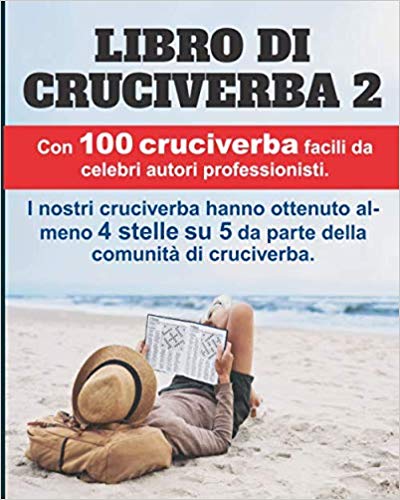 LIBRO DI
CRUCIVERBA 2
Con 100 cruciverba facili da
celebri autori professionisti.
I nostri cruciverba hanno ottenuto al-
meno 4 stelle su 5 da parte della
comunità di cruciverba.